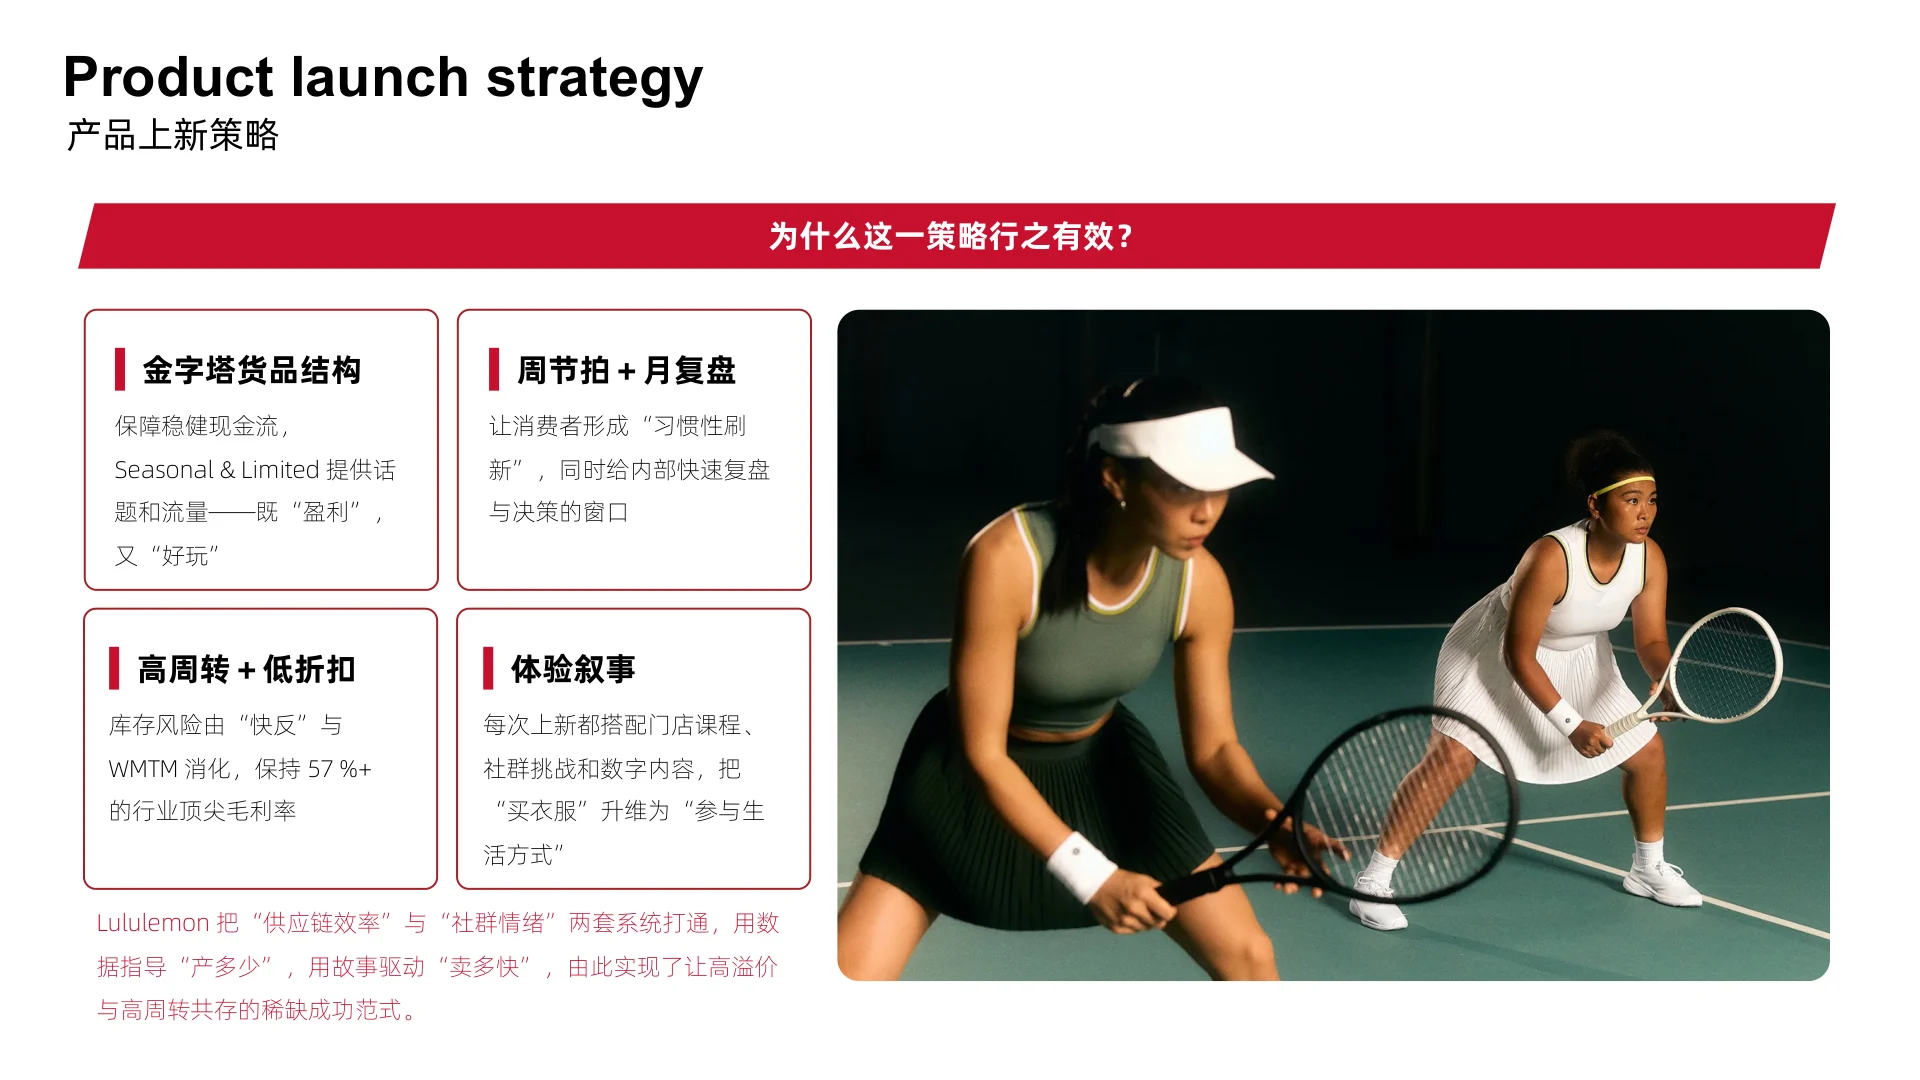 Product launch strategy
产品上新策略
为什么这一策略行之有效？
金字塔货品结构
保障稳健现金流，
Seasonal & Limited 提供话
题和流量——既“盈利”，
又“好玩”
周节拍＋月复盘
让消费者形成“习惯性刷
新”，同时给内部快速复盘
与决策的窗口
高周转＋低折扣
库存风险由“快反”与
WMTM 消化，保持 57 %+
的行业顶尖毛利率
体验叙事
每次上新都搭配门店课程、
社群挑战和数字内容，把
“买衣服”升维为“参与生
活方式”
Lululemon 把“供应链效率”与“社群情绪”两套系统打通，用数
据指导“产多少”，用故事驱动“卖多快”，由此实现了让高溢价
与高周转共存的稀缺成功范式。